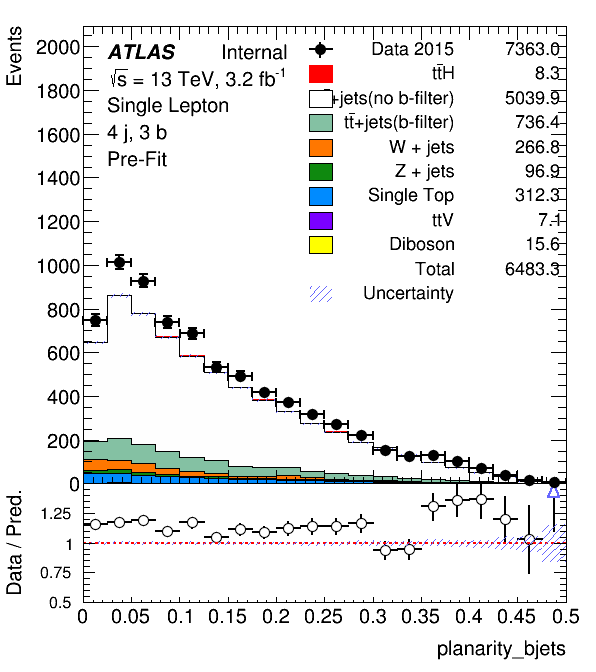 Events
2000
1800
1600
1400
1200
1000
800
600
400
200
0
ATLAS Internal
√s = 13 TeV, 3.2 fb-1
Single Lepton
4 j, 3 b
Pre-Fit
Data 2015 7363.0
tt̄H 8.3
+jets(no b-filter) 5039.9
tt̄+jets(b-filter) 736.4
W + jets 266.8
Z + jets 96.9
Single Top 312.3
ttV 7.1
Diboson 15.6
Total 6483.3
Uncertainty
Data / Pred.
1.25
1
0.75
0.5
0 0.05 0.1 0.15 0.2 0.25 0.3 0.35 0.4 0.45 0.5
planarity_bjets